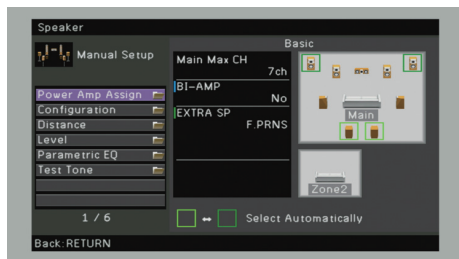 Speaker
Manual Setup
Power Amp Assign
Configuration
Distance
Level
Parametric EQ
Test Tone
1 / 6
Basic
Main Max CH
7ch
BI-AMP
No
EXTRA SP
F.PRNS
Main
Zone2
↔ Select Automatically
Back:RETURN